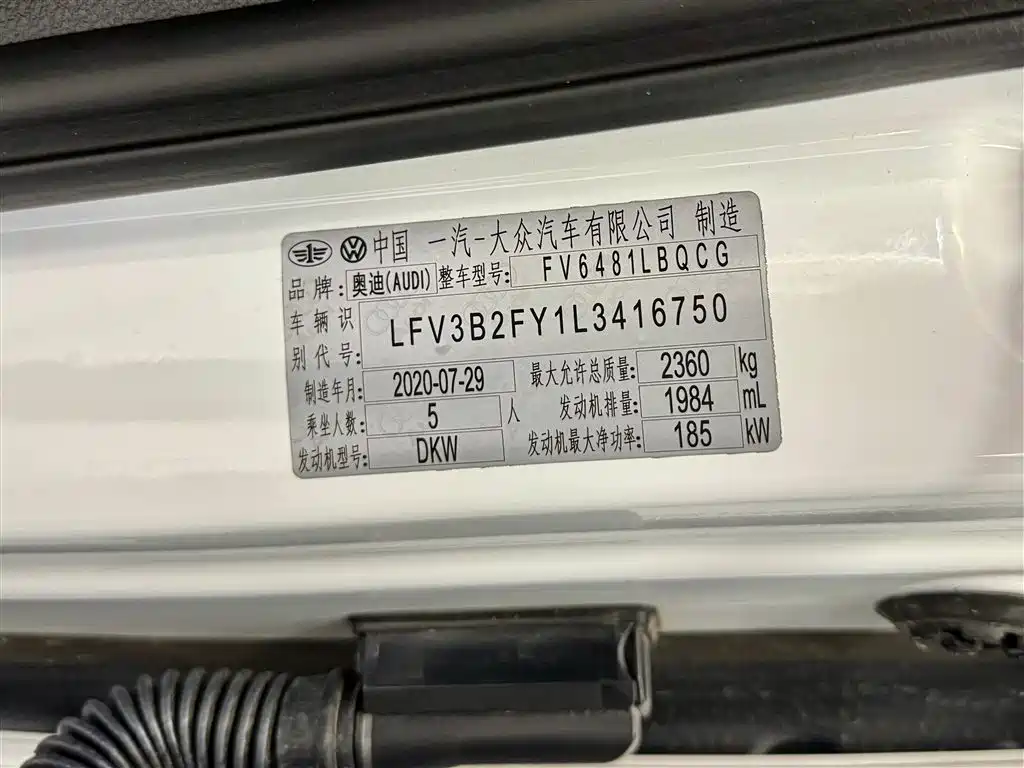 中国 一汽-大众汽车有限公司 制造
品牌: 奥迪(AUDI) 整车型号: FV6481LBQCG
车辆识别代号: LFV3B2FY1L3416750
制造年月: 2020-07-29 最大允许总质量: 2360 kg
乘坐人数: 5 人 发动机排量: 1984 mL
发动机型号: DKW 发动机最大净功率: 185 kW